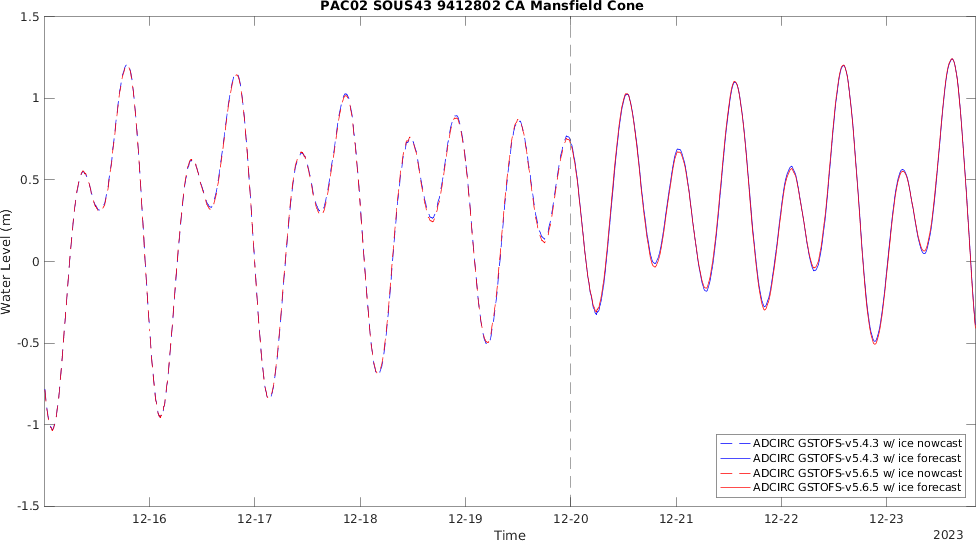 PAC02 SOUS43 9412802 CA Mansfield Cone
1.5
1
0.5
0
-0.5
-1
-1.5
Water Level (m)
12-16
12-17
12-18
12-19
12-20
12-21
12-22
12-23
Time
2023
ADCIRC GSTOFS-v5.4.3 w/ ice nowcast
ADCIRC GSTOFS-v5.4.3 w/ ice forecast
ADCIRC GSTOFS-v5.6.5 w/ ice nowcast
ADCIRC GSTOFS-v5.6.5 w/ ice forecast